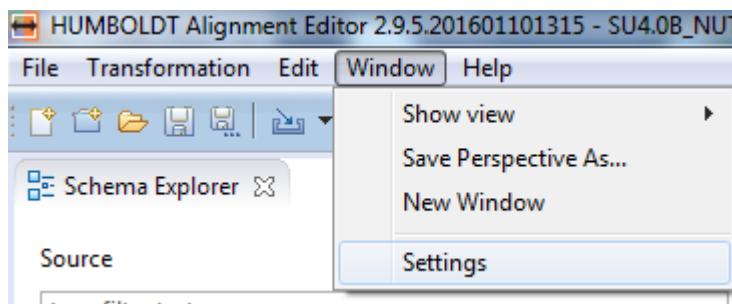 HUMBOLDT Alignment Editor 2.9.5.201601101315 - SU4.0B_NUT
File Transformation Edit Window Help
Show view
Save Perspective As...
New Window
Schema Explorer
Source
Settings